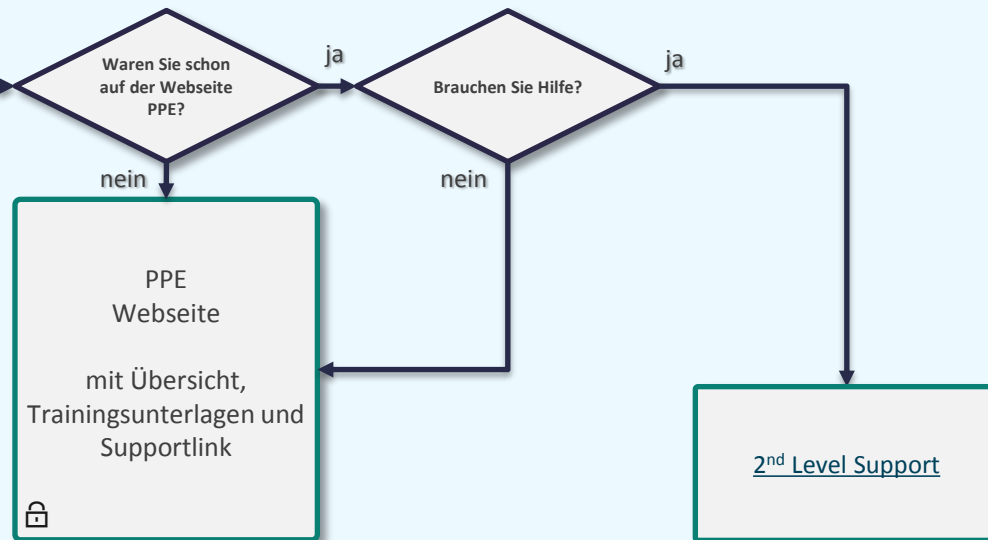 Waren Sie schon
auf der Webseite
PPE?
ja
Brauchen Sie Hilfe?
ja
nein
nein
PPE
Webseite
mit Übersicht,
Trainingsunterlagen und
Supportlink
2nd Level Support